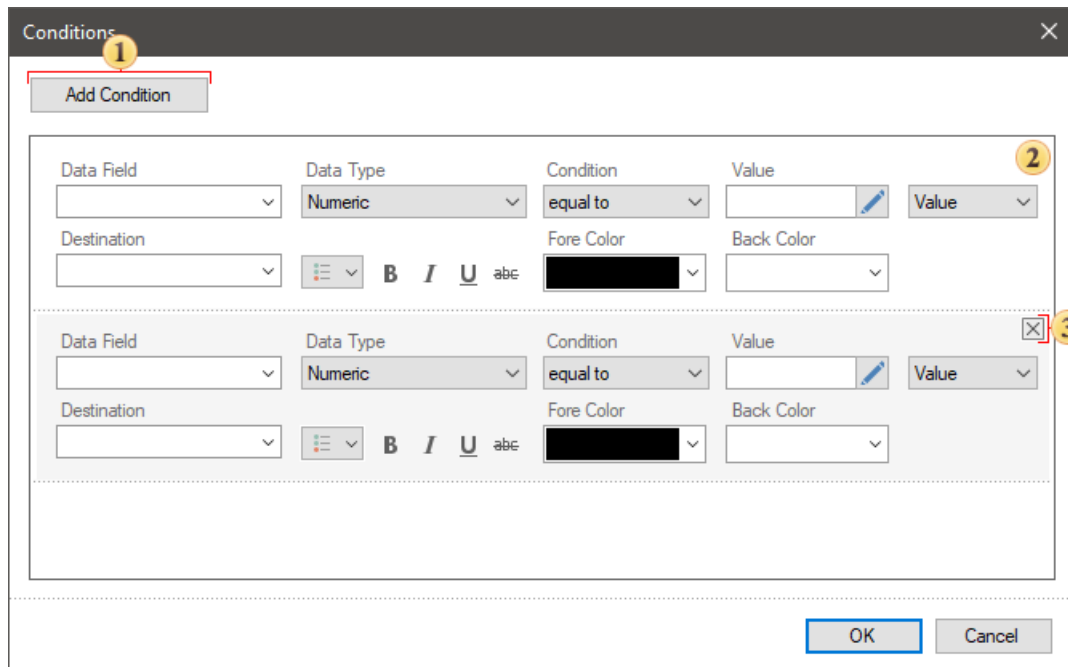 Conditions
1
Add Condition
2
Data Field Data Type Condition Value
Numeric equal to Value
Destination Fore Color Back Color
B I U abc
3
Data Field Data Type Condition Value
Numeric equal to Value
Destination Fore Color Back Color
B I U abc
OK Cancel